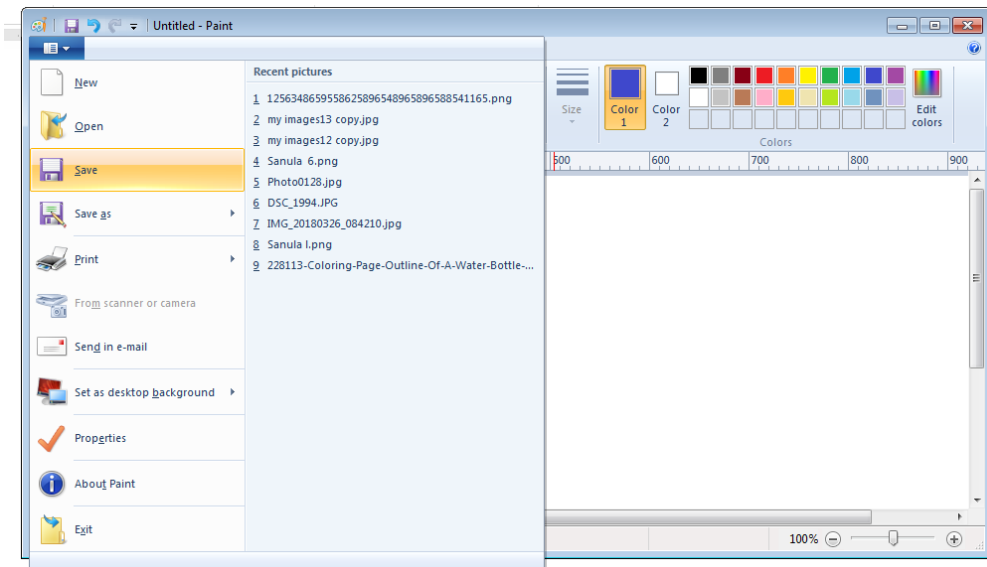 Untitled - Paint
New
Open
Save
Save as
Print
From scanner or camera
Send in e-mail
Set as desktop background
Properties
About Paint
Exit
Recent pictures
1 1256348659558625896548965896588541165.png
2 my images13 copy.jpg
3 my images12 copy.jpg
4 Sanula 6.png
5 Photo0128.jpg
6 DSC_1994.JPG
7 IMG_20180326_084210.jpg
8 Sanula I.png
9 228113-Coloring-Page-Outline-Of-A-Water-Bottle-...
Size
Color 1
Color 2
Edit colors
Colors
500 600 700 800 900
100%